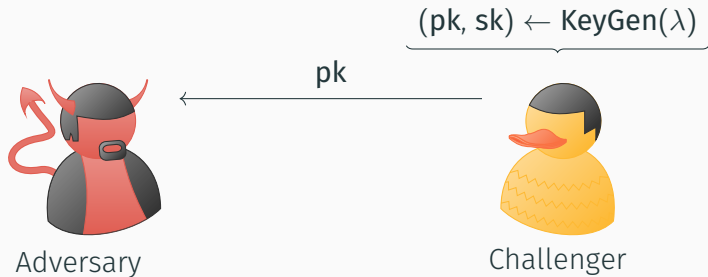 (pk, sk) ← KeyGen(λ)
pk
Adversary
Challenger